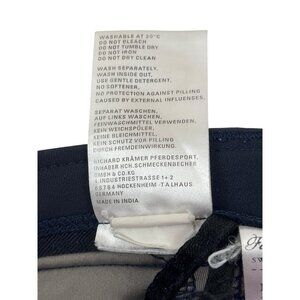 WASHABLE AT 30°C
DO NOT BLEACH
DO NOT TUMBLE DRY
DO NOT IRON
DO NOT DRY CLEAN
WASH SEPARATELY,
WASH INSIDE OUT,
USE GENTLE DETERGENT,
NO SOFTENER,
NO PROTECTION AGAINST PILLING
CAUSED BY EXTERNAL INFLUENCES.
SEPARAT WASCHEN,
AUF LINKS WASCHEN,
FEINWASCHMITTEL VERWENDEN,
KEIN WEICHSPÜLER,
KEINE BLEICHMITTEL,
KEIN SCHUTZ VOR PILLING
DURCH FREMDEINWIRKUNG.
RICHARD KRÄMER PFERDESPORT,
INHABER HCH.SCHMECKENBECHER
GMBH & CO.KG
4.INDUSTRIESTRASSE 1+2
68766 HOCKENHEIM-TALHAUS
GERMANY
MADE IN INDIA